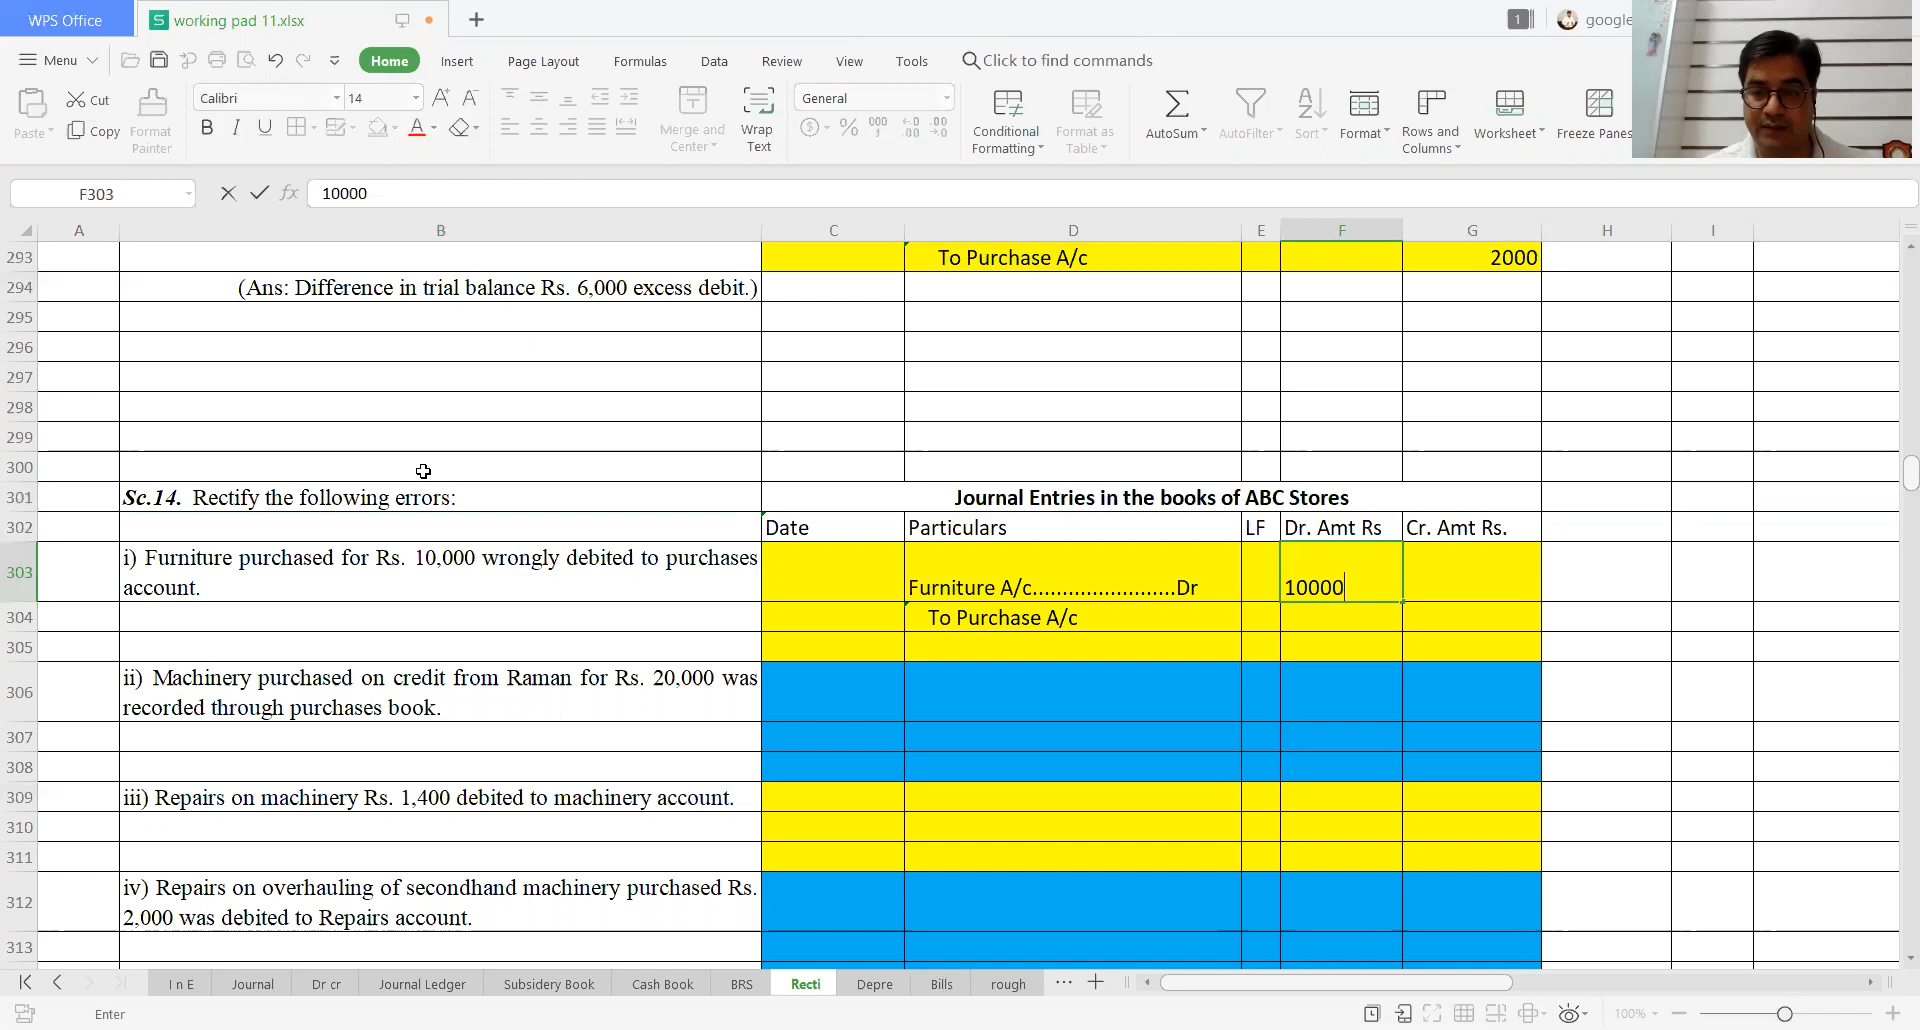 WPS Office
working pad 11.xlsx
1
google
Menu
Home
Insert
Page Layout
Formulas
Data
Review
View
Tools
Click to find commands
Paste
Cut
Copy
Format
Painter
Calibri
14
Merge and
Center
Wrap
Text
General
Conditional
Formatting
Format as
Table
AutoSum
AutoFilter
Sort
Format
Rows and
Columns
Worksheet
Freeze Panes
F303
10000
A B C D E F G H I
293 To Purchase A/c 2000
294 (Ans: Difference in trial balance Rs. 6,000 excess debit.)
295
296
297
298
299
300
301 Sc.14. Rectify the following errors: Journal Entries in the books of ABC Stores
302 Date Particulars LF Dr. Amt Rs Cr. Amt Rs.
i) Furniture purchased for Rs. 10,000 wrongly debited to purchases
303 account. Furniture A/c........................Dr 10000
304 To Purchase A/c
305
ii) Machinery purchased on credit from Raman for Rs. 20,000 was
306 recorded through purchases book.
307
308
309 iii) Repairs on machinery Rs. 1,400 debited to machinery account.
310
311
iv) Repairs on overhauling of secondhand machinery purchased Rs.
312 2,000 was debited to Repairs account.
313
I n E Journal Dr cr Journal Ledger Subsidery Book Cash Book BRS Recti Depre Bills rough
Enter
100%